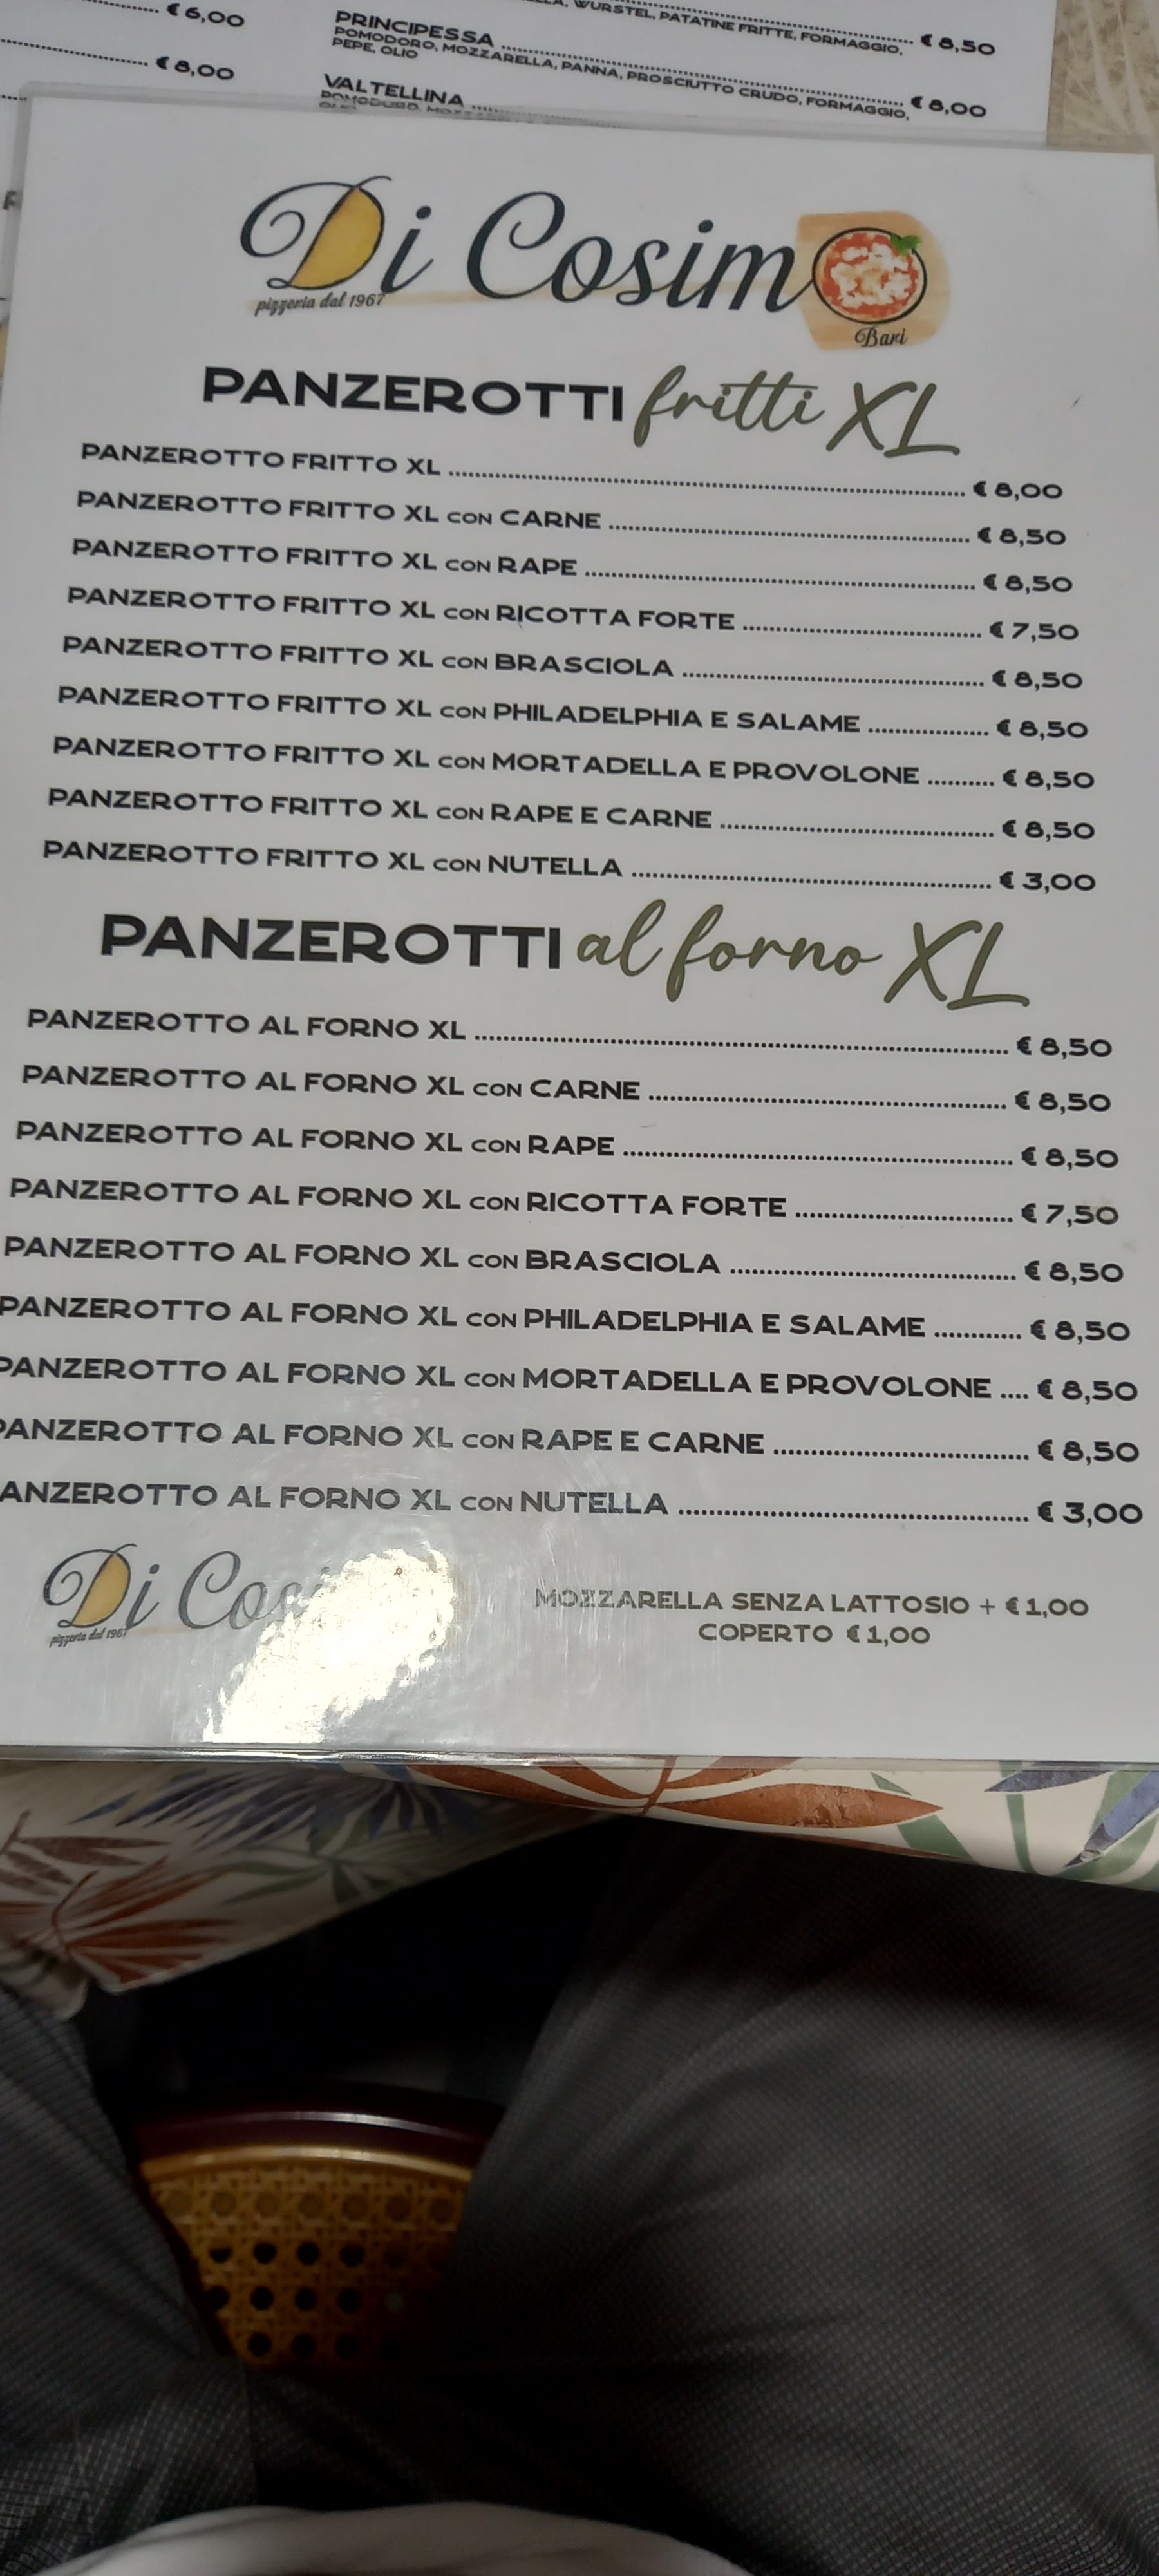 € 6,00
€ 8,00
WURSTEL, PATATINE FRITTE, FORMAGGIO, € 8,50
PRINCIPESSA
POMODORO, MOZZARELLA, PANNA, PROSCIUTTO CRUDO, FORMAGGIO, € 8,00
PEPE, OLIO
VALTELLINA
Di Cosimo
pizzeria dal 1967
Bari
PANZEROTTI fritti XL
PANZEROTTO FRITTO XL € 8,00
PANZEROTTO FRITTO XL CON CARNE € 8,50
PANZEROTTO FRITTO XL CON RAPE € 8,50
PANZEROTTO FRITTO XL CON RICOTTA FORTE € 7,50
PANZEROTTO FRITTO XL CON BRASCIOLA € 8,50
PANZEROTTO FRITTO XL CON PHILADELPHIA E SALAME € 8,50
PANZEROTTO FRITTO XL CON MORTADELLA E PROVOLONE € 8,50
PANZEROTTO FRITTO XL CON RAPE E CARNE € 8,50
PANZEROTTO FRITTO XL CON NUTELLA € 3,00
PANZEROTTI al forno XL
PANZEROTTO AL FORNO XL € 8,50
PANZEROTTO AL FORNO XL CON CARNE € 8,50
PANZEROTTO AL FORNO XL CON RAPE € 8,50
PANZEROTTO AL FORNO XL CON RICOTTA FORTE € 7,50
PANZEROTTO AL FORNO XL CON BRASCIOLA € 8,50
PANZEROTTO AL FORNO XL CON PHILADELPHIA E SALAME € 8,50
PANZEROTTO AL FORNO XL CON MORTADELLA E PROVOLONE € 8,50
PANZEROTTO AL FORNO XL CON RAPE E CARNE € 8,50
ANZEROTTO AL FORNO XL CON NUTELLA € 3,00
Di Cosi
pizzeria dal 1967
MOZZARELLA SENZA LATTOSIO + € 1,00
COPERTO € 1,00